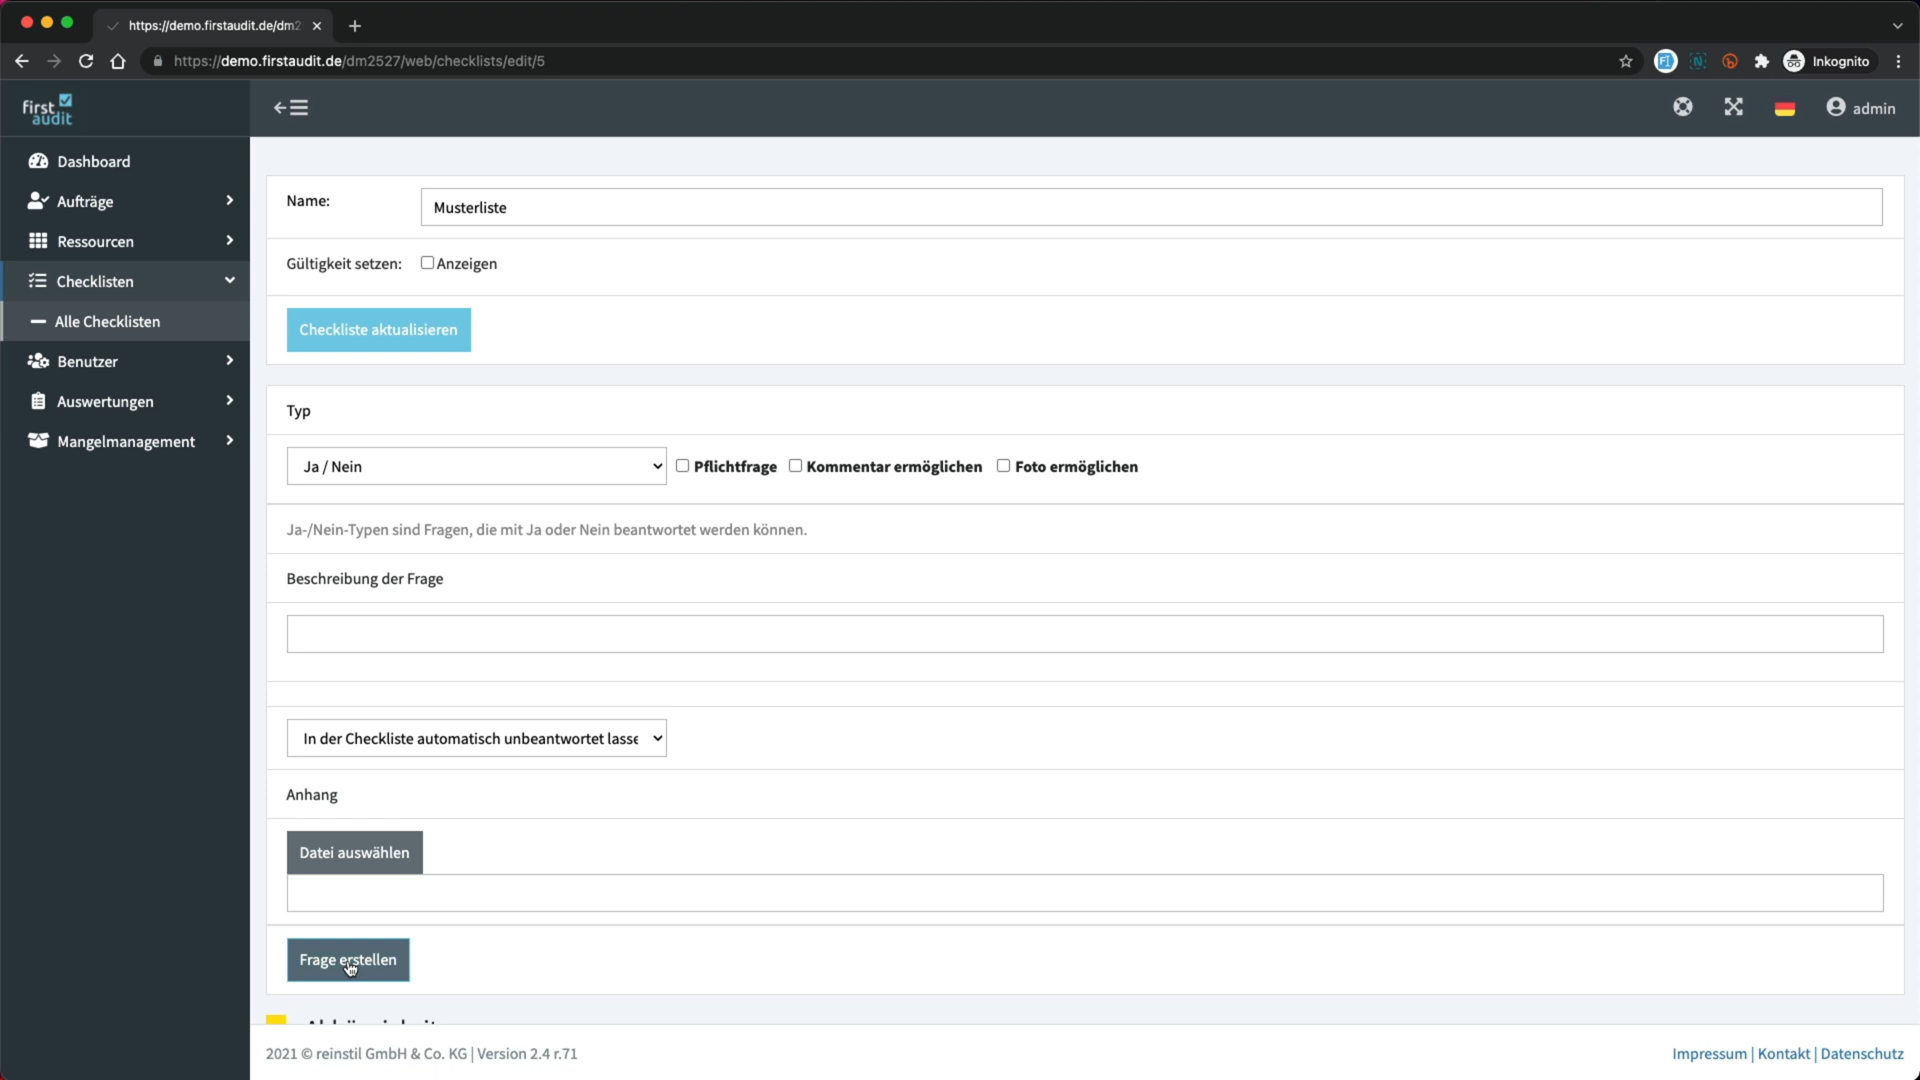 https://demo.firstaudit.de/dm2
https://demo.firstaudit.de/dm2527/web/checklists/edit/5
Inkognito
first
audit
admin
Dashboard
Aufträge
Ressourcen
Checklisten
Alle Checklisten
Benutzer
Auswertungen
Mangelmanagement
Name:
Musterliste
Gültigkeit setzen:
Anzeigen
Checkliste aktualisieren
Typ
Ja / Nein
Pflichtfrage
Kommentar ermöglichen
Foto ermöglichen
Ja-/Nein-Typen sind Fragen, die mit Ja oder Nein beantwortet werden können.
Beschreibung der Frage
In der Checkliste automatisch unbeantwortet lasse
Anhang
Datei auswählen
Frage erstellen
2021 © reinstil GmbH & Co. KG | Version 2.4 r.71
Impressum | Kontakt | Datenschutz